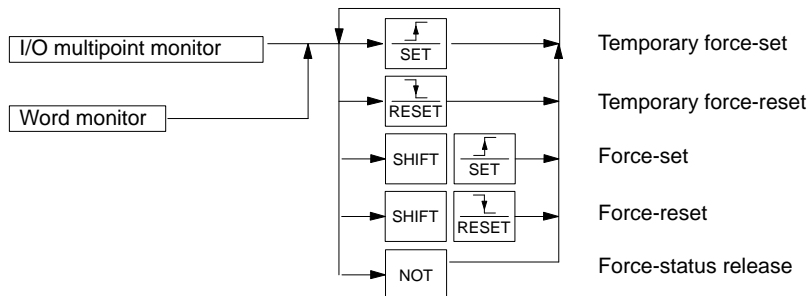 I/O multipoint monitor
SET
Temporary force-set
RESET
Temporary force-reset
Word monitor
SHIFT SET
Force-set
SHIFT RESET
Force-reset
NOT
Force-status release